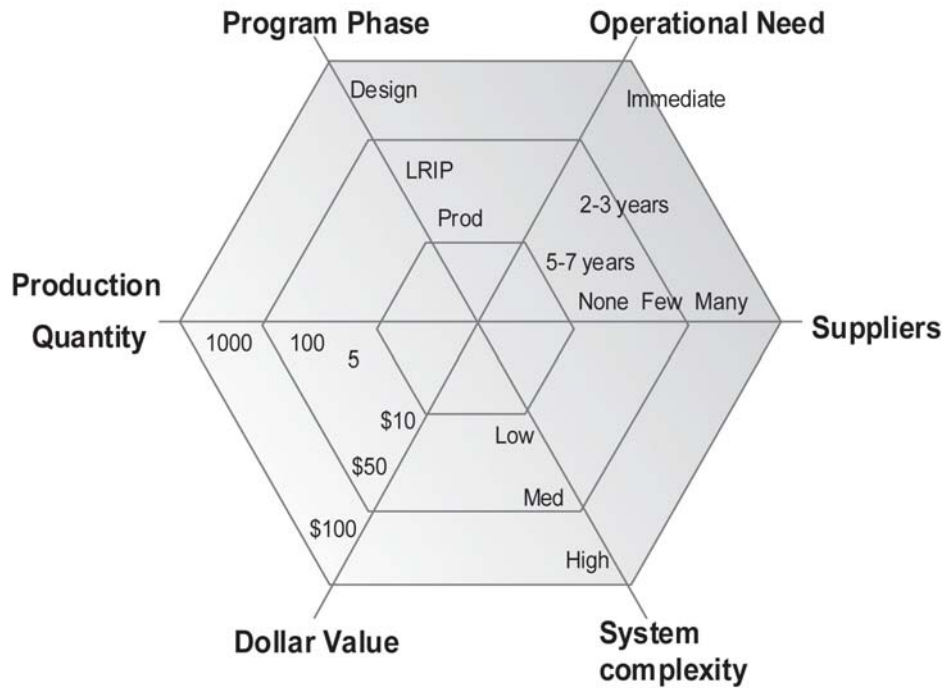 Program Phase
Operational Need
Design
Immediate
LRIP
2-3 years
Prod
5-7 years
Production
Quantity
None Few Many
Suppliers
1000
100
5
$10
Low
$50
Med
$100
High
Dollar Value
System
complexity